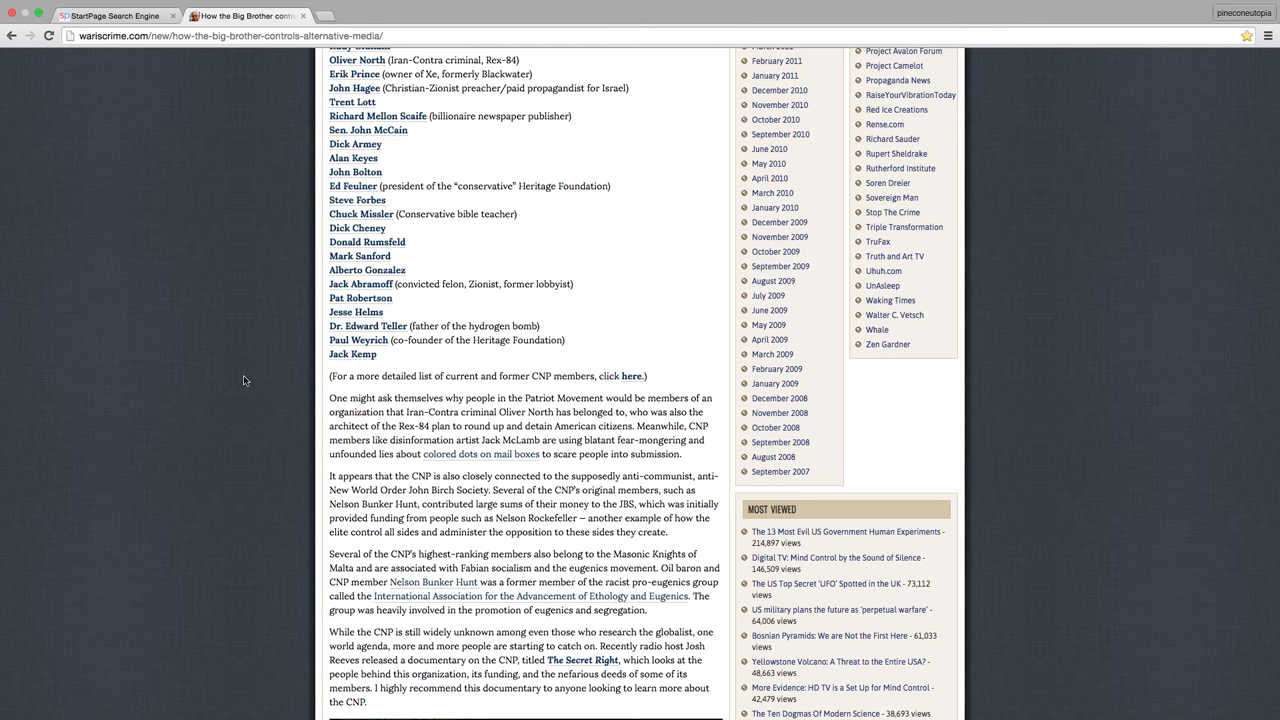 StartPage Search Engine
How the Big Brother contr
pineconeutopia
wariscrime.com/new/how-the-big-brother-controls-alternative-media/
Oliver North (Iran-Contra criminal, Rex-84)
Erik Prince (owner of Xe, formerly Blackwater)
John Hagee (Christian-Zionist preacher/paid propagandist for Israel)
Trent Lott
Richard Mellon Scaife (billionaire newspaper publisher)
Sen. John McCain
Dick Armey
Alan Keyes
John Bolton
Ed Feulner (president of the “conservative” Heritage Foundation)
Steve Forbes
Chuck Missler (Conservative bible teacher)
Dick Cheney
Donald Rumsfeld
Mark Sanford
Alberto Gonzalez
Jack Abramoff (convicted felon, Zionist, former lobbyist)
Pat Robertson
Jesse Helms
Dr. Edward Teller (father of the hydrogen bomb)
Paul Weyrich (co-founder of the Heritage Foundation)
Jack Kemp
(For a more detailed list of current and former CNP members, click here.)
One might ask themselves why people in the Patriot Movement would be members of an
organization that Iran-Contra criminal Oliver North has belonged to, who was also the
architect of the Rex-84 plan to round up and detain American citizens. Meanwhile, CNP
members like disinformation artist Jack McLamb are using blatant fear-mongering and
unfounded lies about colored dots on mail boxes to scare people into submission.
It appears that the CNP is also closely connected to the supposedly anti-communist, anti-
New World Order John Birch Society. Several of the CNP’s original members, such as
Nelson Bunker Hunt, contributed large sums of their money to the JBS, which was initially
provided funding from people such as Nelson Rockefeller — another example of how the
elite control all sides and administer the opposition to these sides they create.
Several of the CNP’s highest-ranking members also belong to the Masonic Knights of
Malta and are associated with Fabian socialism and the eugenics movement. Oil baron and
CNP member Nelson Bunker Hunt was a former member of the racist pro-eugenics group
called the International Association for the Advancement of Ethology and Eugenics. The
group was heavily involved in the promotion of eugenics and segregation.
While the CNP is still widely unknown among even those who research the globalist, one
world agenda, more and more people are starting to catch on. Recently radio host Josh
Reeves released a documentary on the CNP, titled The Secret Right, which looks at the
people behind this organization, its funding, and the nefarious deeds of some of its
members. I highly recommend this documentary to anyone looking to learn more about
the CNP.
March 2011
February 2011
January 2011
December 2010
November 2010
October 2010
September 2010
June 2010
May 2010
April 2010
March 2010
January 2010
December 2009
November 2009
October 2009
September 2009
August 2009
July 2009
June 2009
May 2009
April 2009
March 2009
February 2009
January 2009
December 2008
November 2008
October 2008
September 2008
August 2008
September 2007
Project Avalon Forum
Project Camelot
Propaganda News
RaiseYourVibrationToday
Red Ice Creations
Rense.com
Richard Sauder
Rupert Sheldrake
Rutherford Institute
Soren Dreier
Sovereign Man
Stop The Crime
Triple Transformation
TruFax
Truth and Art TV
Uhuh.com
UnAsleep
Waking Times
Walter C. Vetsch
Whale
Zen Gardner
MOST VIEWED
The 13 Most Evil US Government Human Experiments -
214,897 views
Digital TV: Mind Control by the Sound of Silence -
146,509 views
The US Top Secret 'UFO' Spotted in the UK - 73,112
views
US military plans the future as 'perpetual warfare' -
64,006 views
Bosnian Pyramids: We are Not the First Here - 61,033
views
Yellowstone Volcano: A Threat to the Entire USA? -
48,663 views
More Evidence: HD TV is a Set Up for Mind Control -
42,479 views
The Ten Dogmas Of Modern Science - 38,693 views